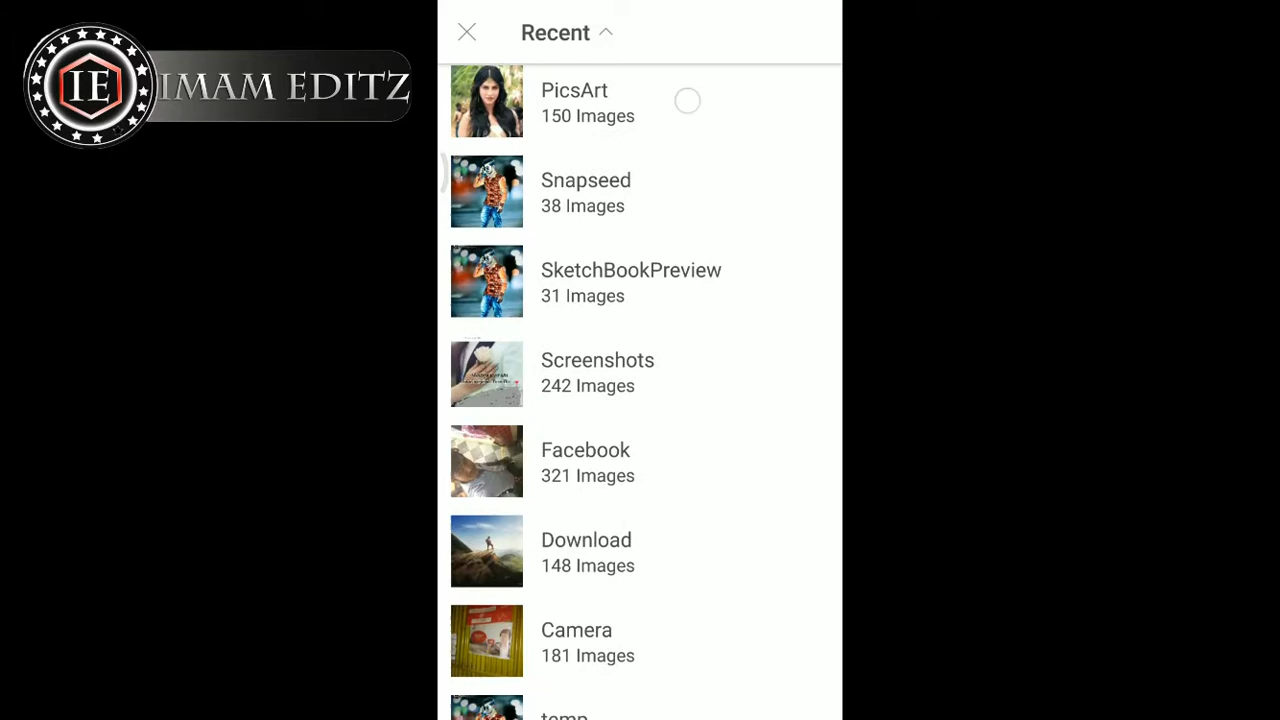 IE IMAM EDITZ
Recent
PicsArt
150 Images
Snapseed
38 Images
SketchBookPreview
31 Images
Screenshots
242 Images
Facebook
321 Images
Download
148 Images
Camera
181 Images
temp